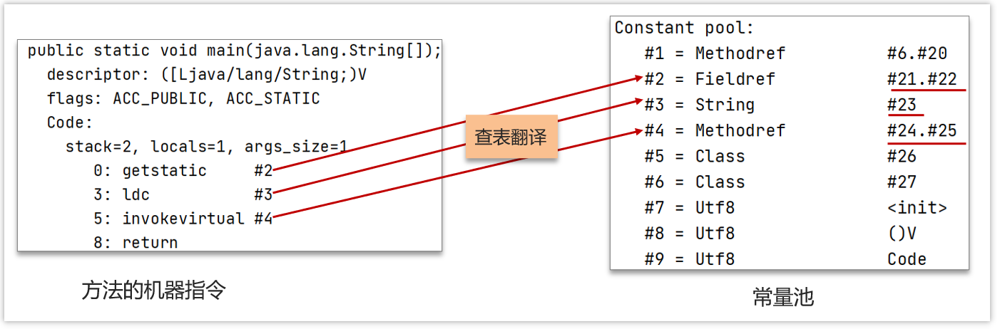 public static void main(java.lang.String[]);
descriptor: ([Ljava/lang/String;)V
flags: ACC_PUBLIC, ACC_STATIC
Code:
stack=2, locals=1, args_size=1
0: getstatic #2
3: ldc #3
5: invokevirtual #4
8: return
方法的机器指令
查表翻译
Constant pool:
#1 = Methodref #6.#20
#2 = Fieldref #21.#22
#3 = String #23
#4 = Methodref #24.#25
#5 = Class #26
#6 = Class #27
#7 = Utf8 <init>
#8 = Utf8 ()V
#9 = Utf8 Code
常量池